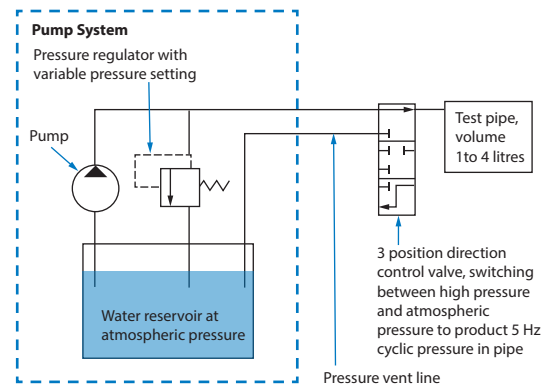 Pump System
Pressure regulator with
variable pressure setting
Pump
Test pipe,
volume
1to 4 litres
3 position direction
control valve, switching
between high pressure
and atmospheric
pressure to product 5 Hz
cyclic pressure in pipe
Water reservoir at
atmospheric pressure
Pressure vent line